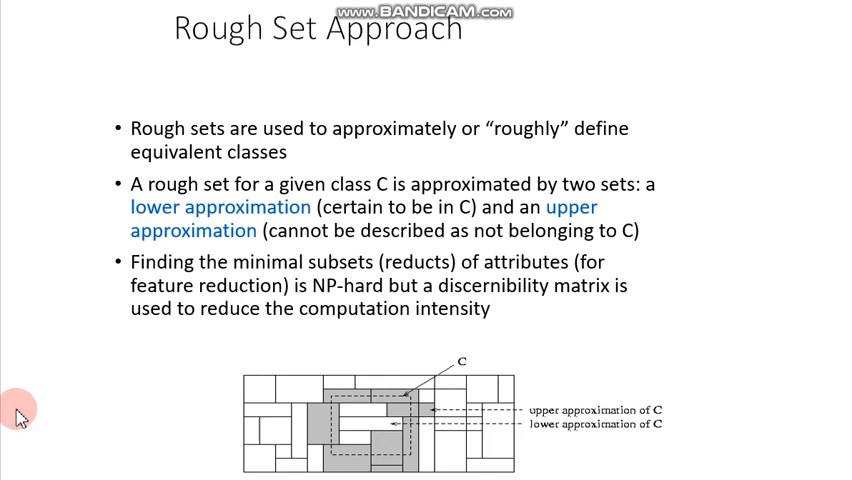 www.BANDICAM.com
Rough Set Approach
• Rough sets are used to approximately or “roughly” define
equivalent classes
• A rough set for a given class C is approximated by two sets: a
lower approximation (certain to be in C) and an upper
approximation (cannot be described as not belonging to C)
• Finding the minimal subsets (reducts) of attributes (for
feature reduction) is NP-hard but a discernibility matrix is
used to reduce the computation intensity
C
upper approximation of C
lower approximation of C